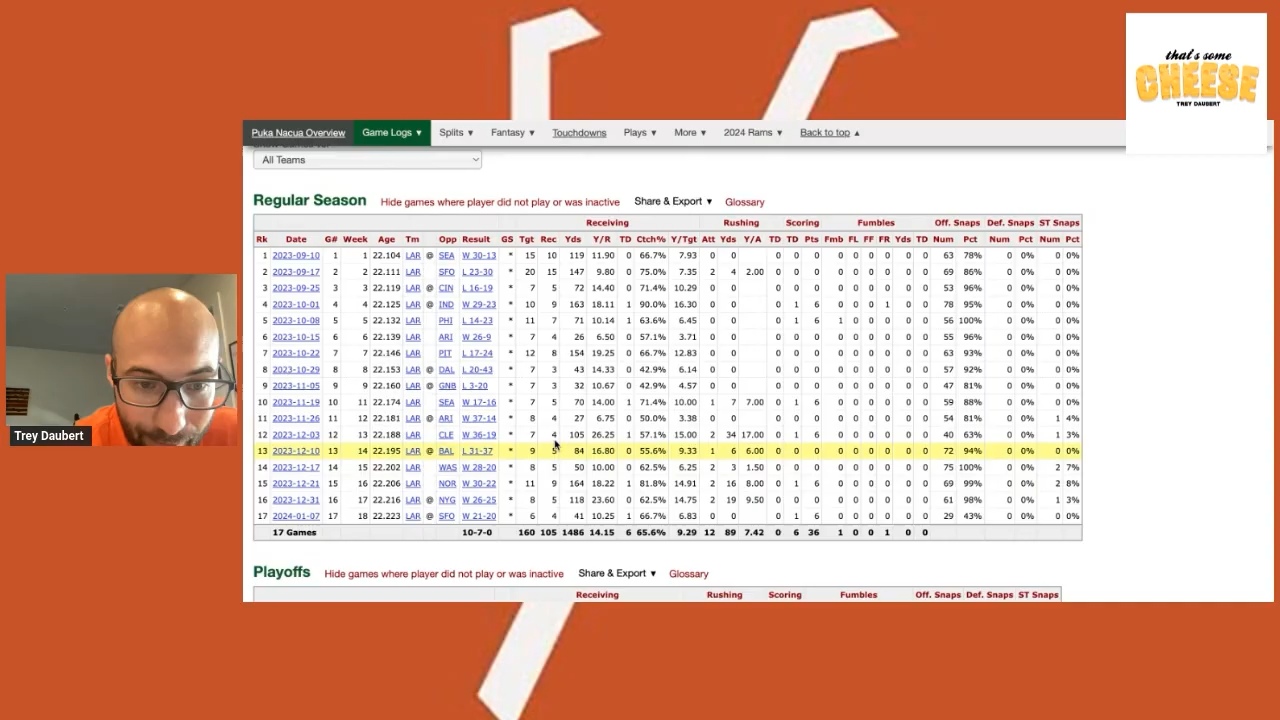 that's some
CHEESE
TREY DAUBERT
Puka Nacua Overview Game Logs ▼ Splits ▼ Fantasy ▼ Touchdowns Plays ▼ More ▼ 2024 Rams ▼ Back to top ▲
All Teams
Regular Season Hide games where player did not play or was inactive Share & Export ▼ Glossary
Receiving Rushing Scoring Fumbles Off. Snaps Def. Snaps ST Snaps
Rk Date G# Week Age Tm Opp Result GS Tgt Rec Yds Y/R TD Ctch% Y/Tgt Att Yds Y/A TD TD Pts Fmb FL FF FR Yds TD Num Pct Num Pct Num Pct
1 2023-09-10 1 1 22.104 LAR @ SEA W 30-13 * 15 10 119 11.90 0 66.7% 7.93 0 0 0 0 0 0 0 0 0 0 63 78% 0 0% 0 0%
2 2023-09-17 2 2 22.111 LAR SFO L 23-30 * 20 15 147 9.80 0 75.0% 7.35 2 4 2.00 0 0 0 0 0 0 0 0 0 69 86% 0 0% 0 0%
3 2023-09-25 3 3 22.119 LAR @ CIN L 16-19 * 7 5 72 14.40 0 71.4% 10.29 0 0 0 0 0 0 0 0 0 0 53 96% 0 0% 0 0%
4 2023-10-01 4 4 22.125 LAR @ IND W 29-23 * 10 9 163 18.11 1 90.0% 16.30 0 0 0 1 6 0 0 0 1 0 0 78 95% 0 0% 0 0%
5 2023-10-08 5 5 22.132 LAR PHI L 14-23 * 11 7 71 10.14 1 63.6% 6.45 0 0 0 1 6 1 0 0 0 0 0 56 100% 0 0% 0 0%
6 2023-10-15 6 6 22.139 LAR ARI W 26-9 * 7 4 26 6.50 0 57.1% 3.71 0 0 0 0 0 0 0 0 0 0 55 96% 0 0% 0 0%
7 2023-10-22 7 7 22.146 LAR PIT L 17-24 * 12 8 154 19.25 0 66.7% 12.83 0 0 0 0 0 0 0 0 0 0 63 93% 0 0% 0 0%
8 2023-10-29 8 8 22.153 LAR @ DAL L 20-43 * 7 3 43 14.33 0 42.9% 6.14 0 0 0 0 0 0 0 0 0 0 57 92% 0 0% 0 0%
9 2023-11-05 9 9 22.160 LAR @ GNB L 3-20 * 7 3 32 10.67 0 42.9% 4.57 0 0 0 0 0 0 0 0 0 0 47 81% 0 0% 0 0%
10 2023-11-19 10 11 22.174 LAR SEA W 17-16 * 7 5 70 14.00 1 71.4% 10.00 1 7 7.00 0 1 6 0 0 0 0 0 0 59 88% 0 0% 0 0%
11 2023-11-26 11 12 22.181 LAR @ ARI W 37-14 * 8 4 27 6.75 0 50.0% 3.38 0 0 0 0 0 0 0 0 0 0 54 81% 0 0% 1 4%
12 2023-12-03 12 13 22.188 LAR CLE W 36-19 * 7 4 105 26.25 1 57.1% 15.00 2 34 17.00 0 1 6 0 0 0 0 0 0 40 63% 0 0% 1 3%
13 2023-12-10 13 14 22.195 LAR @ BAL L 31-37 * 9 5 84 16.80 0 55.6% 9.33 1 6 6.00 0 0 0 0 0 0 0 0 0 72 94% 0 0% 0 0%
14 2023-12-17 14 15 22.202 LAR WAS W 28-20 * 8 5 50 10.00 0 62.5% 6.25 2 3 1.50 0 0 0 0 0 0 0 0 0 75 100% 0 0% 2 7%
15 2023-12-21 15 16 22.206 LAR NOR W 30-22 * 11 9 164 18.22 1 81.8% 14.91 2 16 8.00 0 1 6 0 0 0 0 0 0 69 99% 0 0% 2 8%
16 2023-12-31 16 17 22.216 LAR @ NYG W 26-25 * 8 5 118 23.60 0 62.5% 14.75 2 19 9.50 0 0 0 0 0 0 0 0 0 61 98% 0 0% 1 3%
17 2024-01-07 17 18 22.223 LAR @ SFO W 21-20 * 6 4 41 10.25 1 66.7% 6.83 0 0 0 1 6 0 0 0 0 0 0 29 43% 0 0% 0 0%
17 Games 10-7-0 160 105 1486 14.15 6 65.6% 9.29 12 89 7.42 0 6 36 1 0 0 1 0 0
Trey Daubert
Playoffs Hide games where player did not play or was inactive Share & Export ▼ Glossary
Receiving Rushing Scoring Fumbles Off. Snaps Def. Snaps ST Snaps